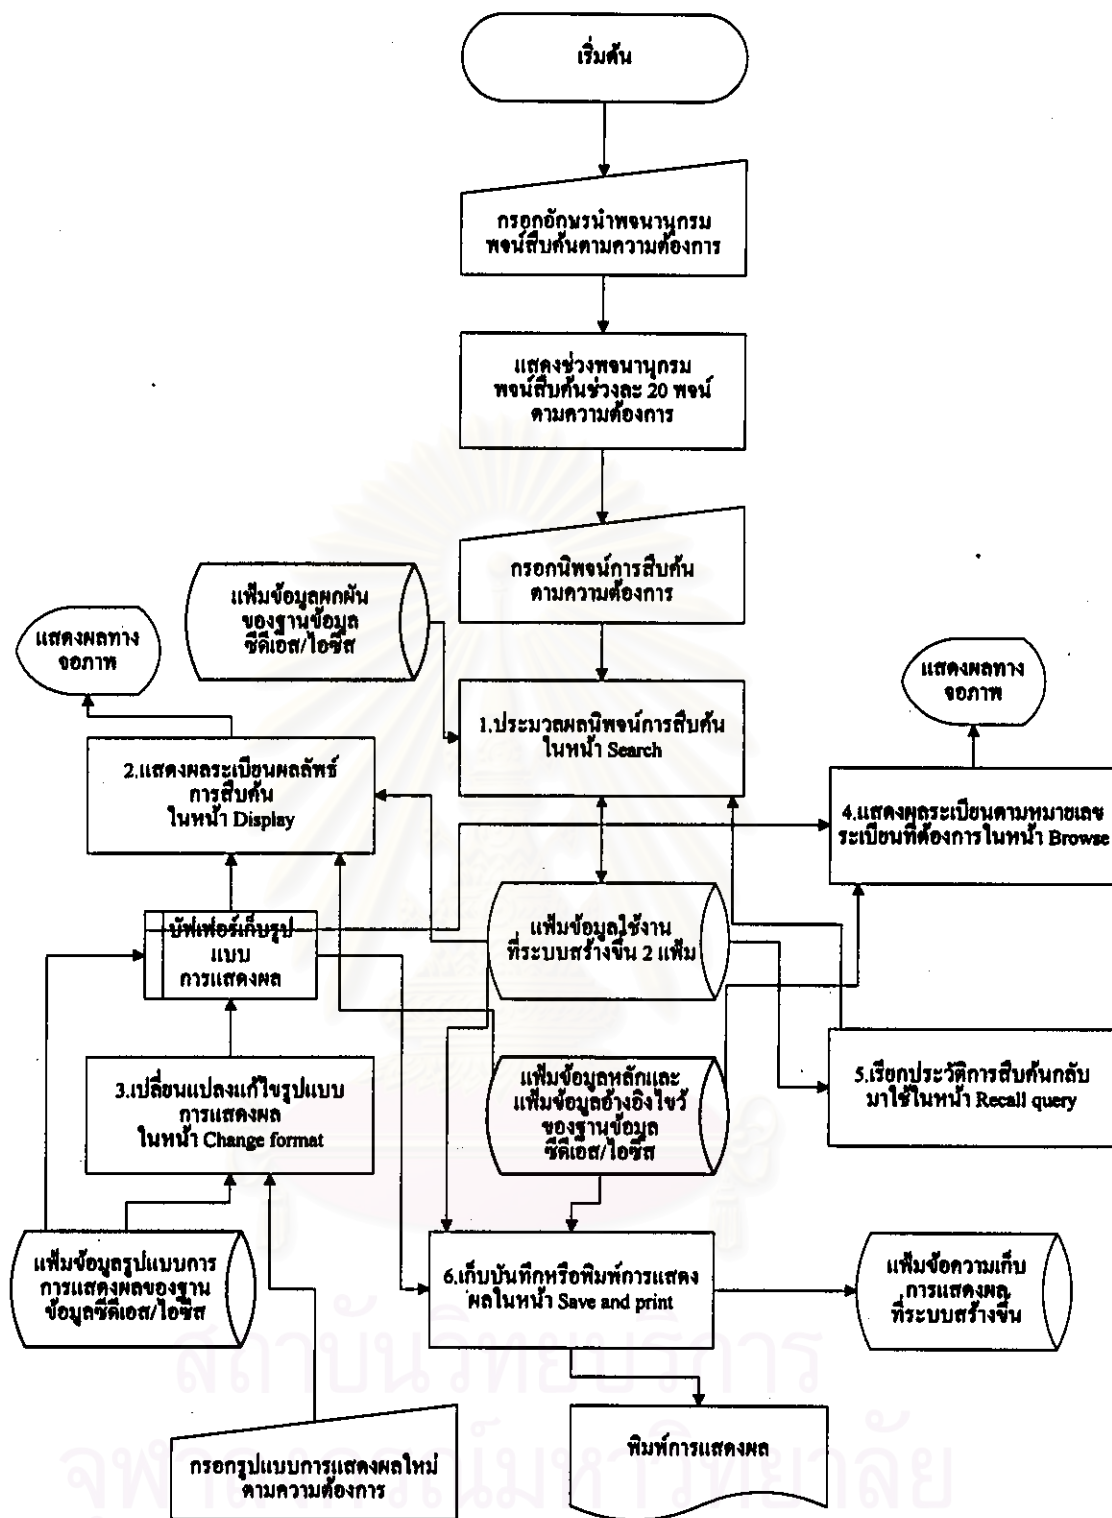 เริ่มต้น
กรอกอักษรนำพจนานุกรม
พจน์สืบค้นตามความต้องการ
แสดงช่วงพจนานุกรม
พจน์สืบค้นช่วงละ 20 พจน์
ตามความต้องการ
กรอกนิพจน์การสืบค้น
ตามความต้องการ
แฟ้มข้อมูลผกผัน
ของฐานข้อมูล
ซีดีเอส/ไอซีส
แสดงผลทาง
จอภาพ
แสดงผลทาง
จอภาพ
1.ประมวลผลนิพจน์การสืบค้น
ในหน้า Search
2.แสดงผลระเบียนผลลัพธ์
การสืบค้น
ในหน้า Display
4.แสดงผลระเบียนตามหมายเลข
ระเบียนที่ต้องการในหน้า Browse
บัฟเฟอร์เก็บรูป
แบบ
การแสดงผล
แฟ้มข้อมูลใช้งาน
ที่ระบบสร้างขึ้น 2 แฟ้ม
3.เปลี่ยนแปลงแก้ไขรูปแบบ
การแสดงผล
ในหน้า Change format
แฟ้มข้อมูลหลักและ
แฟ้มข้อมูลอ้างอิงไขว้
ของฐานข้อมูล
ซีดีเอส/ไอซีส
5.เรียกประวัติการสืบค้นกลับ
มาใช้ในหน้า Recall query
แฟ้มข้อมูลรูปแบบการ
การแสดงผลของฐาน
ข้อมูลซีดีเอส/ไอซีส
6.เก็บบันทึกหรือพิมพ์การแสดง
ผลในหน้า Save and print
แฟ้มข้อความเก็บ
การแสดงผล
ที่ระบบสร้างขึ้น
กรอกรูปแบบการแสดงผลใหม่
ตามความต้องการ
พิมพ์การแสดงผล
สถาบันวิทยบริการ
จุฬาลงกรณ์มหาวิทยาลัย